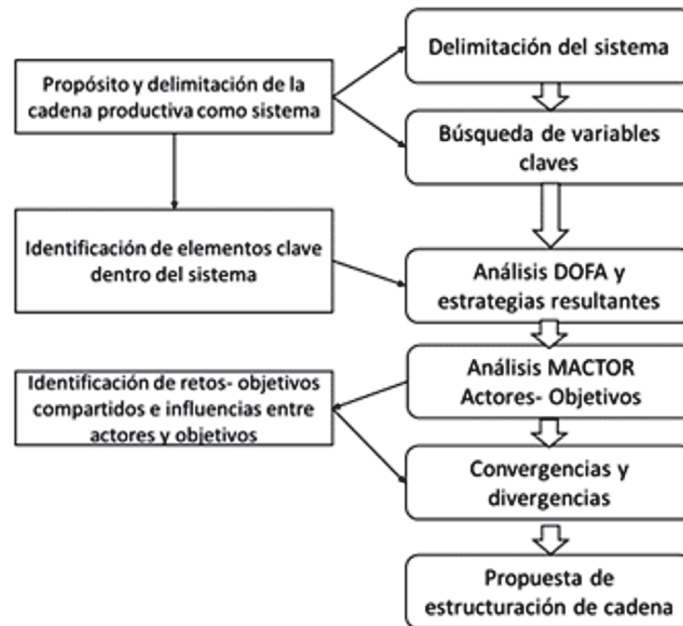 Delimitación del sistema
Propósito y delimitación de la
cadena productiva como sistema
Búsqueda de variables
claves
Identificación de elementos clave
dentro del sistema
Análisis DOFA y
estrategias resultantes
Análisis MACTOR
Actores- Objetivos
Identificación de retos- objetivos
compartidos e influencias entre
actores y objetivos
Convergencias y
divergencias
Propuesta de
estructuración de cadena